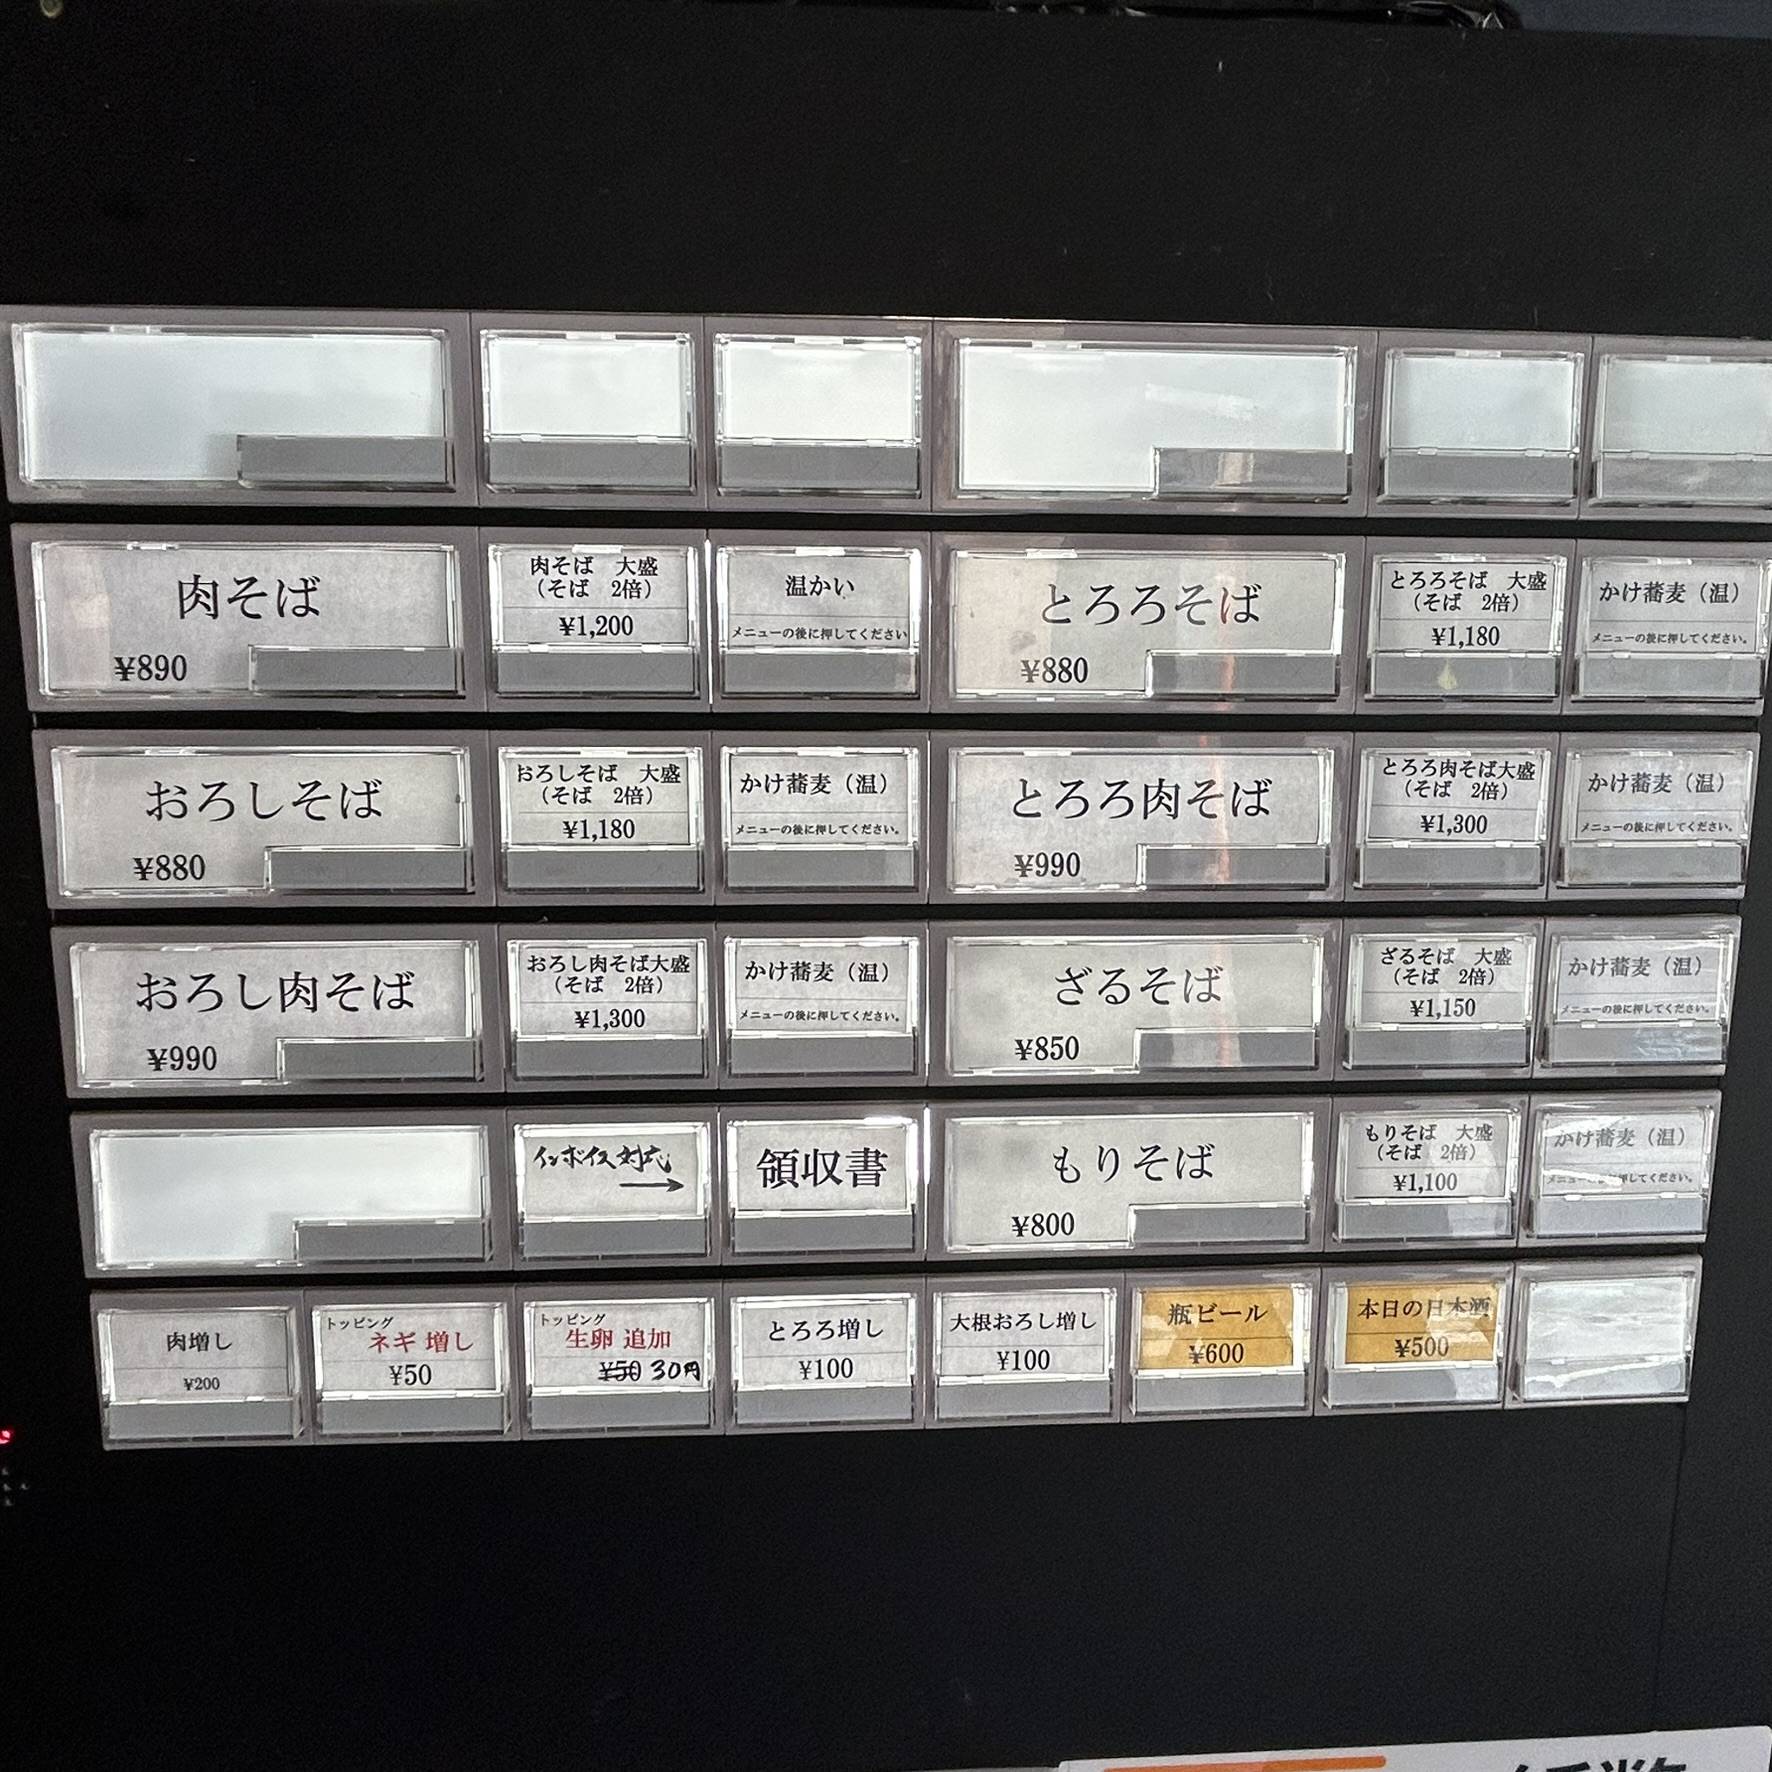 肉そば
¥890
肉そば 大盛
(そば 2倍)
¥1,200
温かい
メニューの後に押してください
とろろそば
¥880
とろろそば 大盛
(そば 2倍)
¥1,180
かけ蕎麦（温）
メニューの後に押してください。
おろしそば
¥880
おろしそば 大盛
(そば 2倍)
¥1,180
かけ蕎麦（温）
メニューの後に押してください。
とろろ肉そば
¥990
とろろ肉そば大盛
(そば 2倍)
¥1,300
かけ蕎麦（温）
メニューの後に押してください。
おろし肉そば
¥990
おろし肉そば大盛
(そば 2倍)
¥1,300
かけ蕎麦（温）
メニューの後に押してください。
ざるそば
¥850
ざるそば 大盛
(そば 2倍)
¥1,150
かけ蕎麦（温）
メニューの後に押してください。
インボイス対応
→
領収書
もりそば
¥800
もりそば 大盛
(そば 2倍)
¥1,100
かけ蕎麦（温）
メニューの後に押してください。
肉増し
¥200
トッピング
ネギ 増し
¥50
トッピング
生卵 追加
¥50 30円
とろろ増し
¥100
大根おろし増し
¥100
瓶ビール
¥600
本日の日本酒
¥500